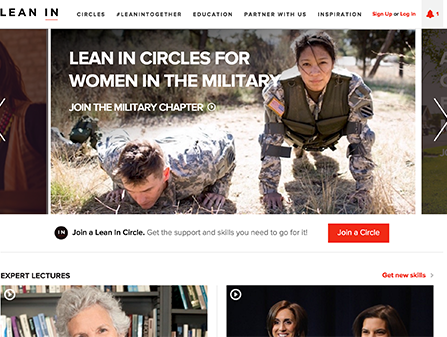 LEAN IN
CIRCLES #LEANINTOGETHER EDUCATION PARTNER WITH US INSPIRATION Sign Up or Log In 1
LEAN IN CIRCLES FOR
WOMEN IN THE MILITARY
JOIN THE MILITARY CHAPTER
IN Join a Lean In Circle. Get the support and skills you need to go for it! Join a Circle
EXPERT LECTURES Get new skills